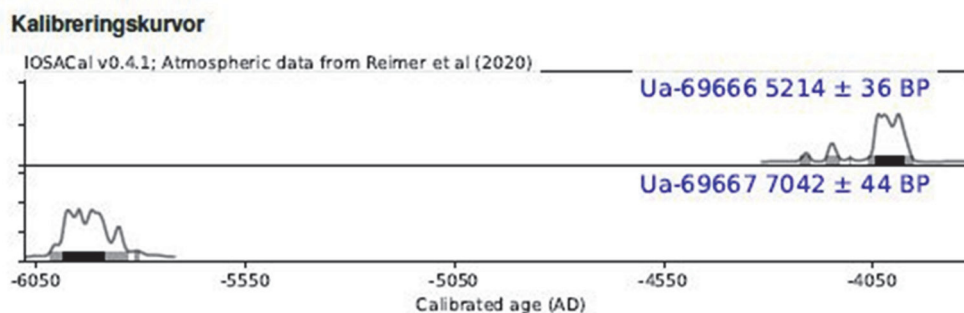 Kalibreringskurvor
IOSACal v0.4.1; Atmospheric data from Reimer et al (2020)
Ua-69666 5214 ± 36 BP
Ua-69667 7042 ± 44 BP
-6050 -5550 -5050 -4550 -4050
Calibrated age (AD)